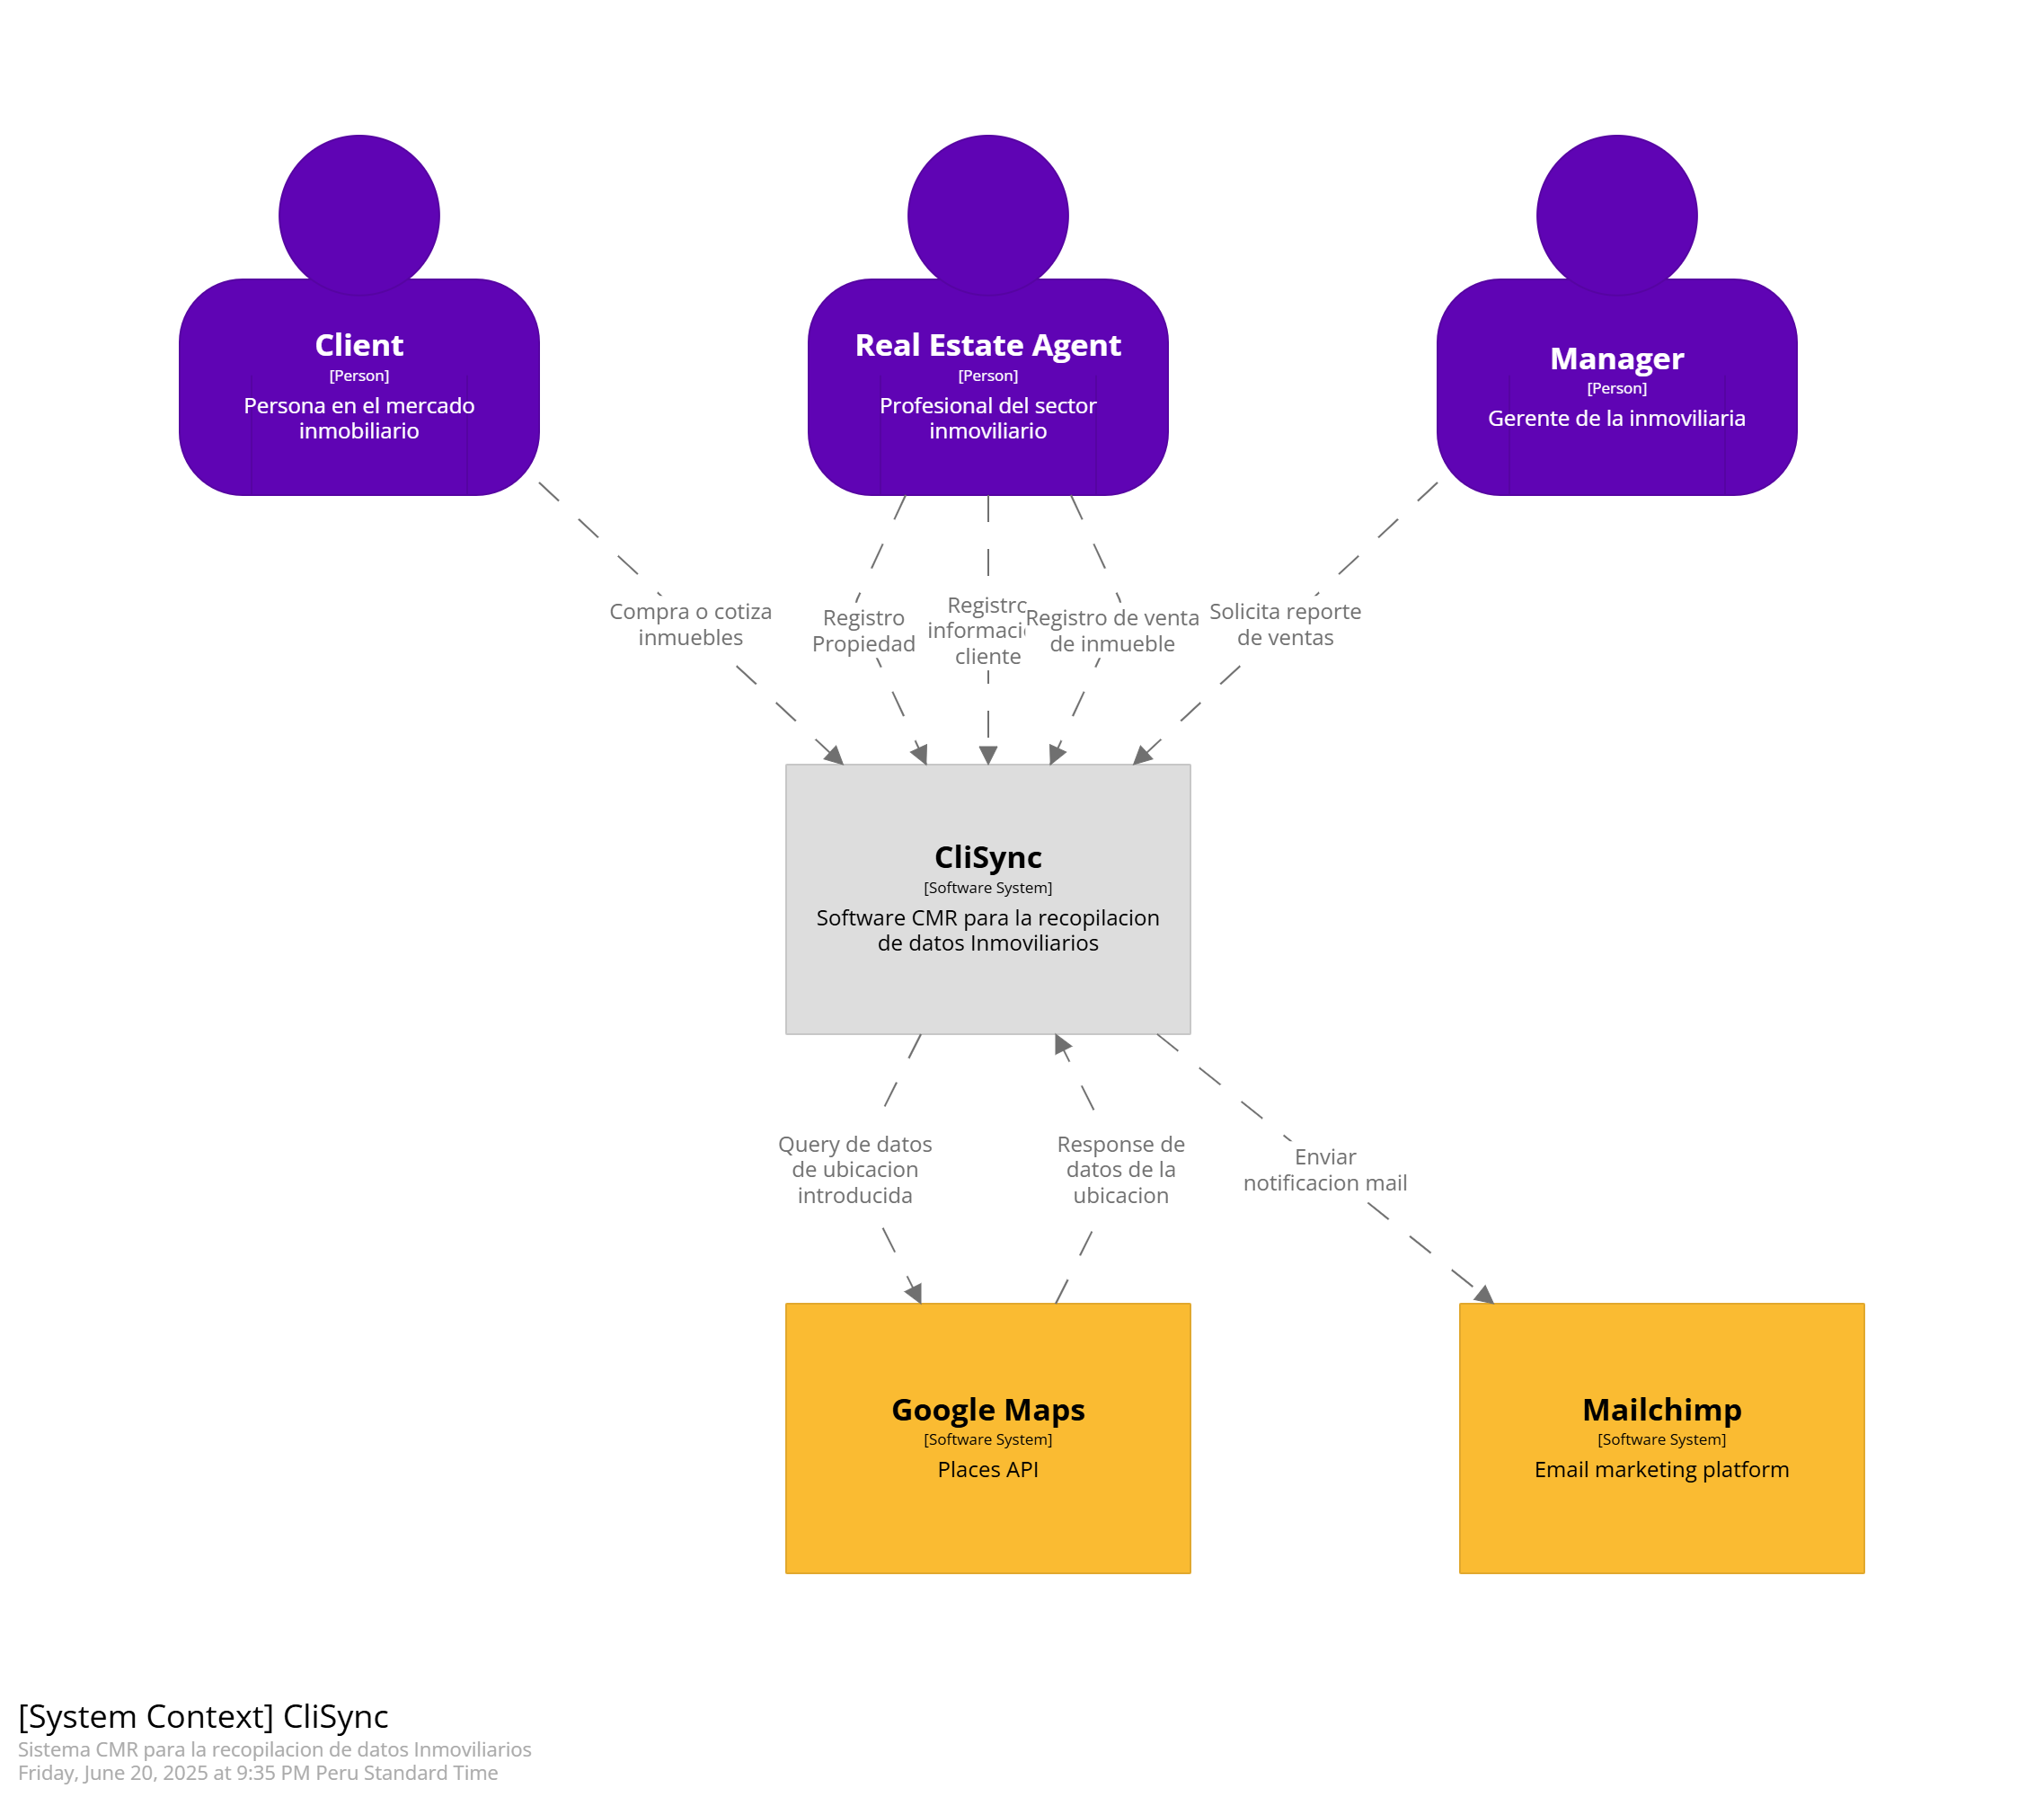 Client
[Person]
Persona en el mercado
inmobiliario
Real Estate Agent
[Person]
Profesional del sector
inmoviliario
Manager
[Person]
Gerente de la inmoviliaria
Compra o cotiza
inmuebles
Registro
Propiedad
Registro
cliente
Registro de venta
de inmueble
Solicita reporte
de ventas
CliSync
[Software System]
Software CMR para la recopilacion
de datos Inmoviliarios
Query de datos
de ubicacion
introducida
Response de
datos de la
ubicacion
Enviar
notificacion mail
Google Maps
[Software System]
Places API
Mailchimp
[Software System]
Email marketing platform
[System Context] CliSync
Sistema CMR para la recopilacion de datos Inmoviliarios
Friday, June 20, 2025 at 9:35 PM Peru Standard Time